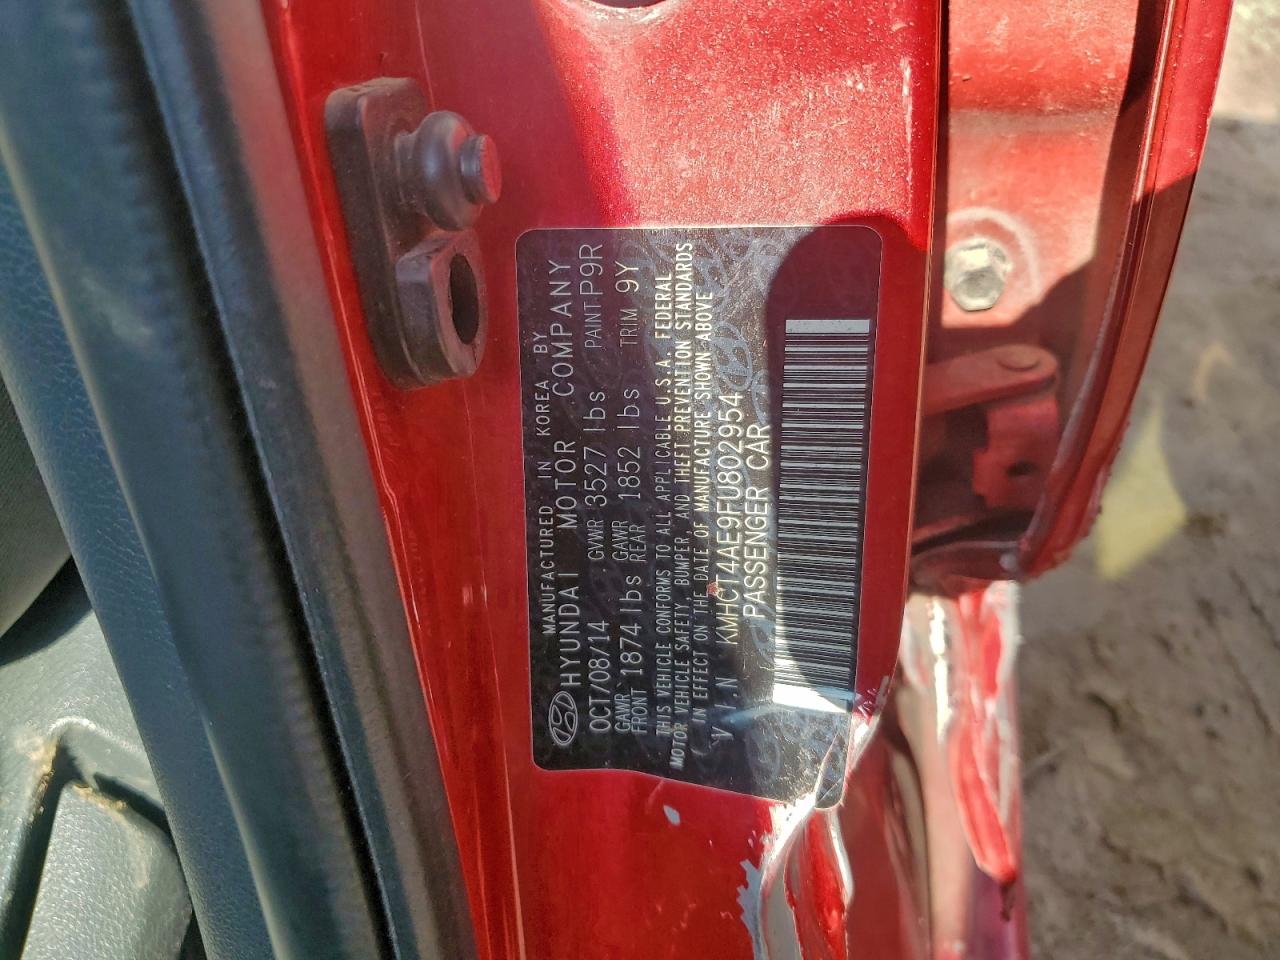 MANUFACTURED IN KOREA BY
HYUNDAI MOTOR COMPANY
OCT/08/14 GVWR 3527 lbs PAINT P9R
GAWR FRONT 1874 lbs GAWR REAR 1852 lbs TRIM 9Y
THIS VEHICLE CONFORMS TO ALL APPLICABLE U.S.A. FEDERAL
MOTOR VEHICLE SAFETY, BUMPER, AND THEFT PREVENTION STANDARDS
IN EFFECT ON THE DATE OF MANUFACTURE SHOWN ABOVE
V.I.N KMHCT4AE9FU802954
PASSENGER CAR